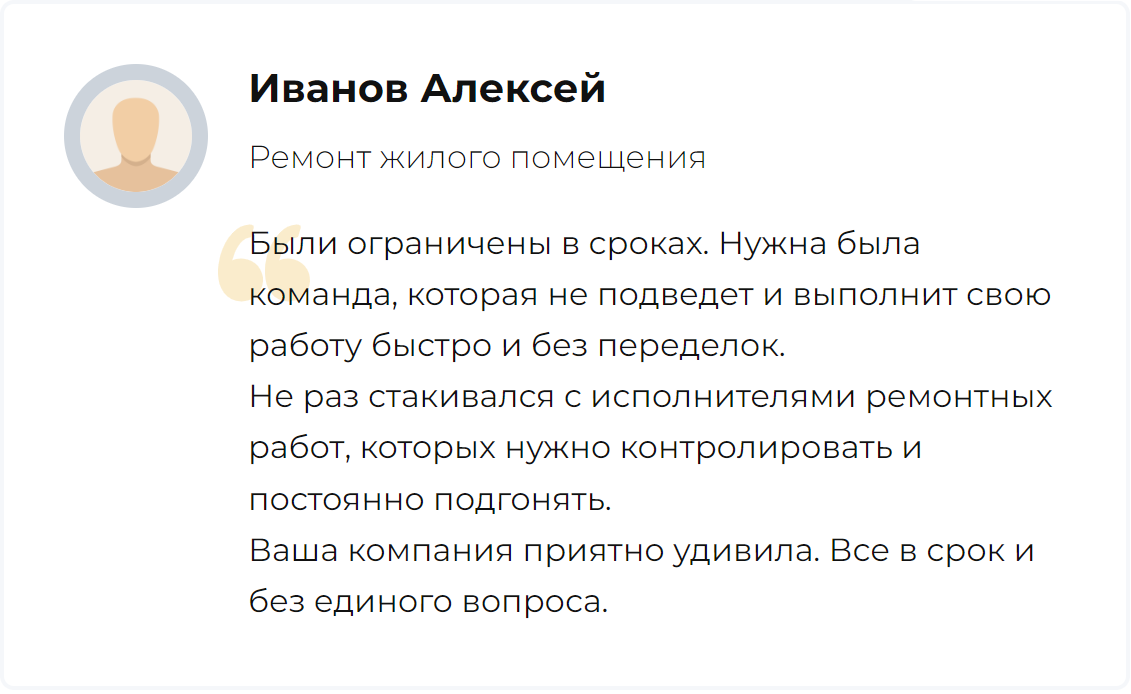 Иванов Алексей
Ремонт жилого помещения
Были ограничены в сроках. Нужна была
команда, которая не подведет и выполнит свою
работу быстро и без переделок.
Не раз стакивался с исполнителями ремонтных
работ, которых нужно контролировать и
постоянно подгонять.
Ваша компания приятно удивила. Все в срок и
без единого вопроса.